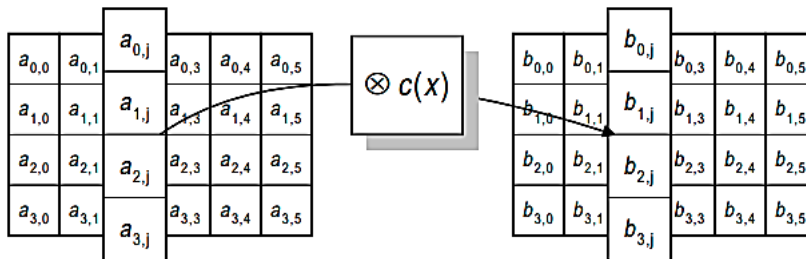 a0,j b0,j
a0,0 a0,1 a0,3 a0,4 a0,5 b0,0 b0,1 b0,3 b0,4 b0,5
⊗ c(x)
a1,j b1,j
a1,0 a1,1 a1,3 a1,4 a1,5 b1,0 b1,1 b1,3 b1,4 b1,5
a2,0 a2,1 a2,j a2,3 a2,4 a2,5 b2,0 b2,1 b2,j b2,3 b2,4 b2,5
a3,0 a3,1 a3,j a3,3 a3,4 a3,5 b3,0 b3,1 b3,j b3,3 b3,4 b3,5